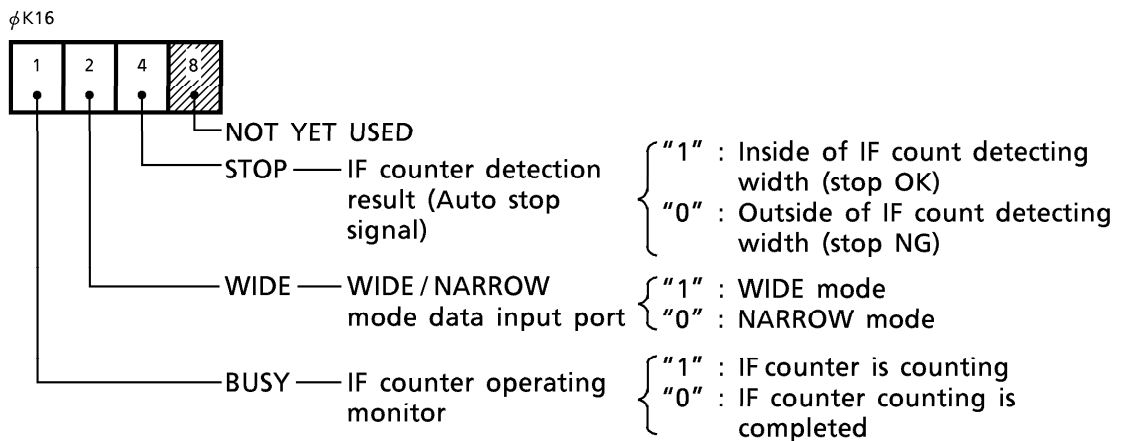 ϕK16
1 2 4 8
NOT YET USED
STOP IF counter detection result (Auto stop signal)
"1" : Inside of IF count detecting width (stop OK)
"0" : Outside of IF count detecting width (stop NG)
WIDE WIDE / NARROW mode data input port
"1" : WIDE mode
"0" : NARROW mode
BUSY IF counter operating monitor
"1" : IF counter is counting
"0" : IF counter counting is completed